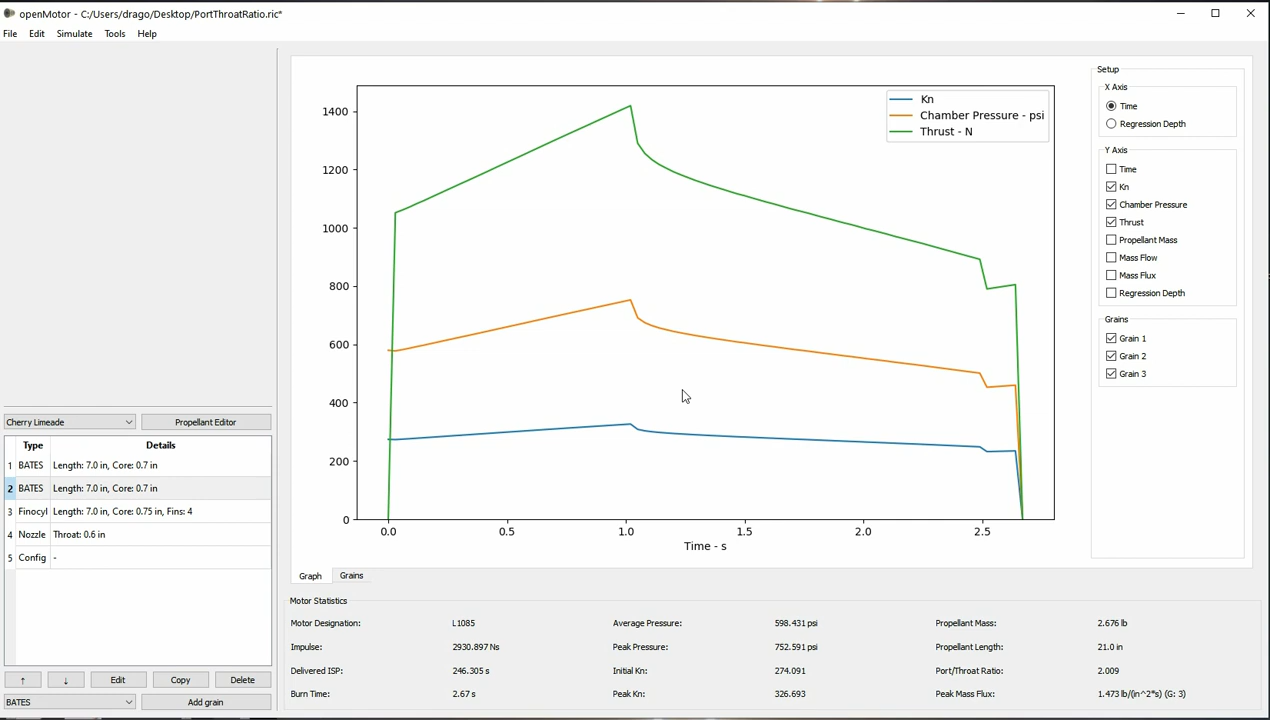 openMotor - C:/Users/drago/Desktop/PortThroatRatio.ric*
File Edit Simulate Tools Help
Cherry Limeade
Propellant Editor
Type Details
1 BATES Length: 7.0 in, Core: 0.7 in
2 BATES Length: 7.0 in, Core: 0.7 in
3 Finocyl Length: 7.0 in, Core: 0.75 in, Fins: 4
4 Nozzle Throat: 0.6 in
5 Config -
↑ ↓ Edit Copy Delete
BATES Add grain
1400
1200
1000
800
600
400
200
0
0.0 0.5 1.0 1.5 2.0 2.5
Time - s
Kn
Chamber Pressure - psi
Thrust - N
Setup
X Axis
Time
Regression Depth
Y Axis
Time
Kn
Chamber Pressure
Thrust
Propellant Mass
Mass Flow
Mass Flux
Regression Depth
Grains
Grain 1
Grain 2
Grain 3
Graph Grains
Motor Statistics
Motor Designation: L1085 Average Pressure: 598.431 psi Propellant Mass: 2.676 lb
Impulse: 2930.897 Ns Peak Pressure: 752.591 psi Propellant Length: 21.0 in
Delivered ISP: 246.305 s Initial Kn: 274.091 Port/Throat Ratio: 2.009
Burn Time: 2.67 s Peak Kn: 326.693 Peak Mass Flux: 1.473 lb/(in^2*s) (G: 3)